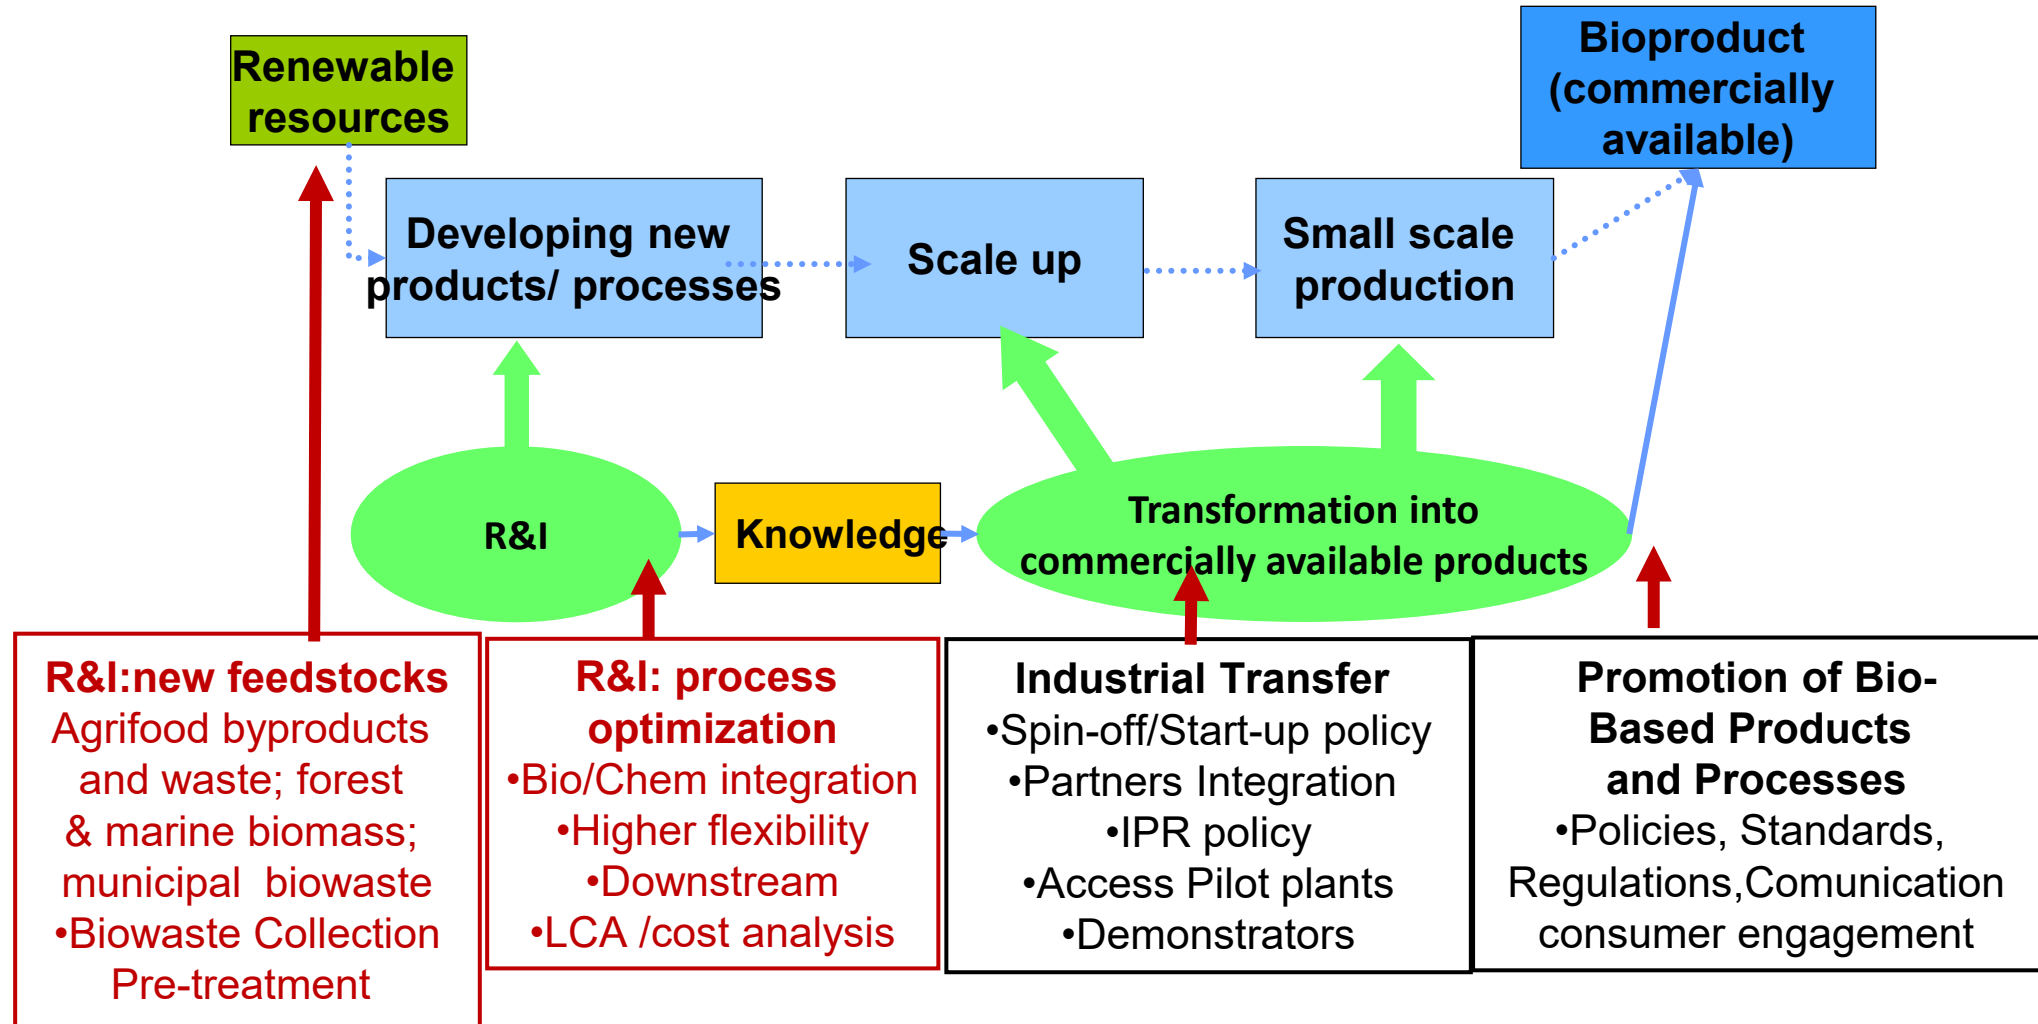 Renewable
resources
Bioproduct
(commercially
available)
Developing new
products/ processes
Scale up
Small scale
production
R&I
Knowledge
Transformation into
commercially available products
R&I:new feedstocks
Agrifood byproducts
and waste; forest
& marine biomass;
municipal biowaste
•Biowaste Collection
Pre-treatment
R&I: process
optimization
•Bio/Chem integration
•Higher flexibility
•Downstream
•LCA /cost analysis
Industrial Transfer
•Spin-off/Start-up policy
•Partners Integration
•IPR policy
•Access Pilot plants
•Demonstrators
Promotion of Bio-
Based Products
and Processes
•Policies, Standards,
Regulations,Comunication
consumer engagement